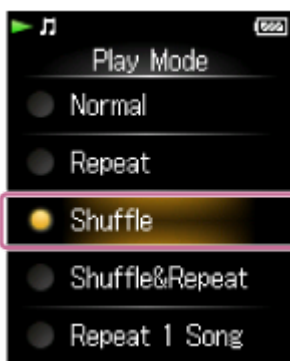 Play Mode
Normal
Repeat
Shuffle
Shuffle&Repeat
Repeat 1 Song